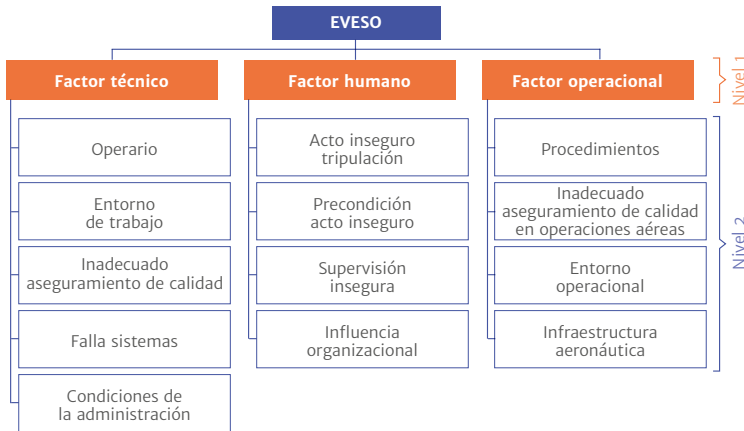 EVESO
Factor técnico
Factor humano
Factor operacional
Nivel 1
Operario
Entorno
de trabajo
Inadecuado
aseguramiento de calidad
Falla sistemas
Condiciones de
la administración
Acto inseguro
tripulación
Precondición
acto inseguro
Supervisión
insegura
Influencia
organizacional
Procedimientos
Inadecuado
aseguramiento de calidad
en operaciones aéreas
Entorno
operacional
Infraestructura
aeronáutica
Nivel 2